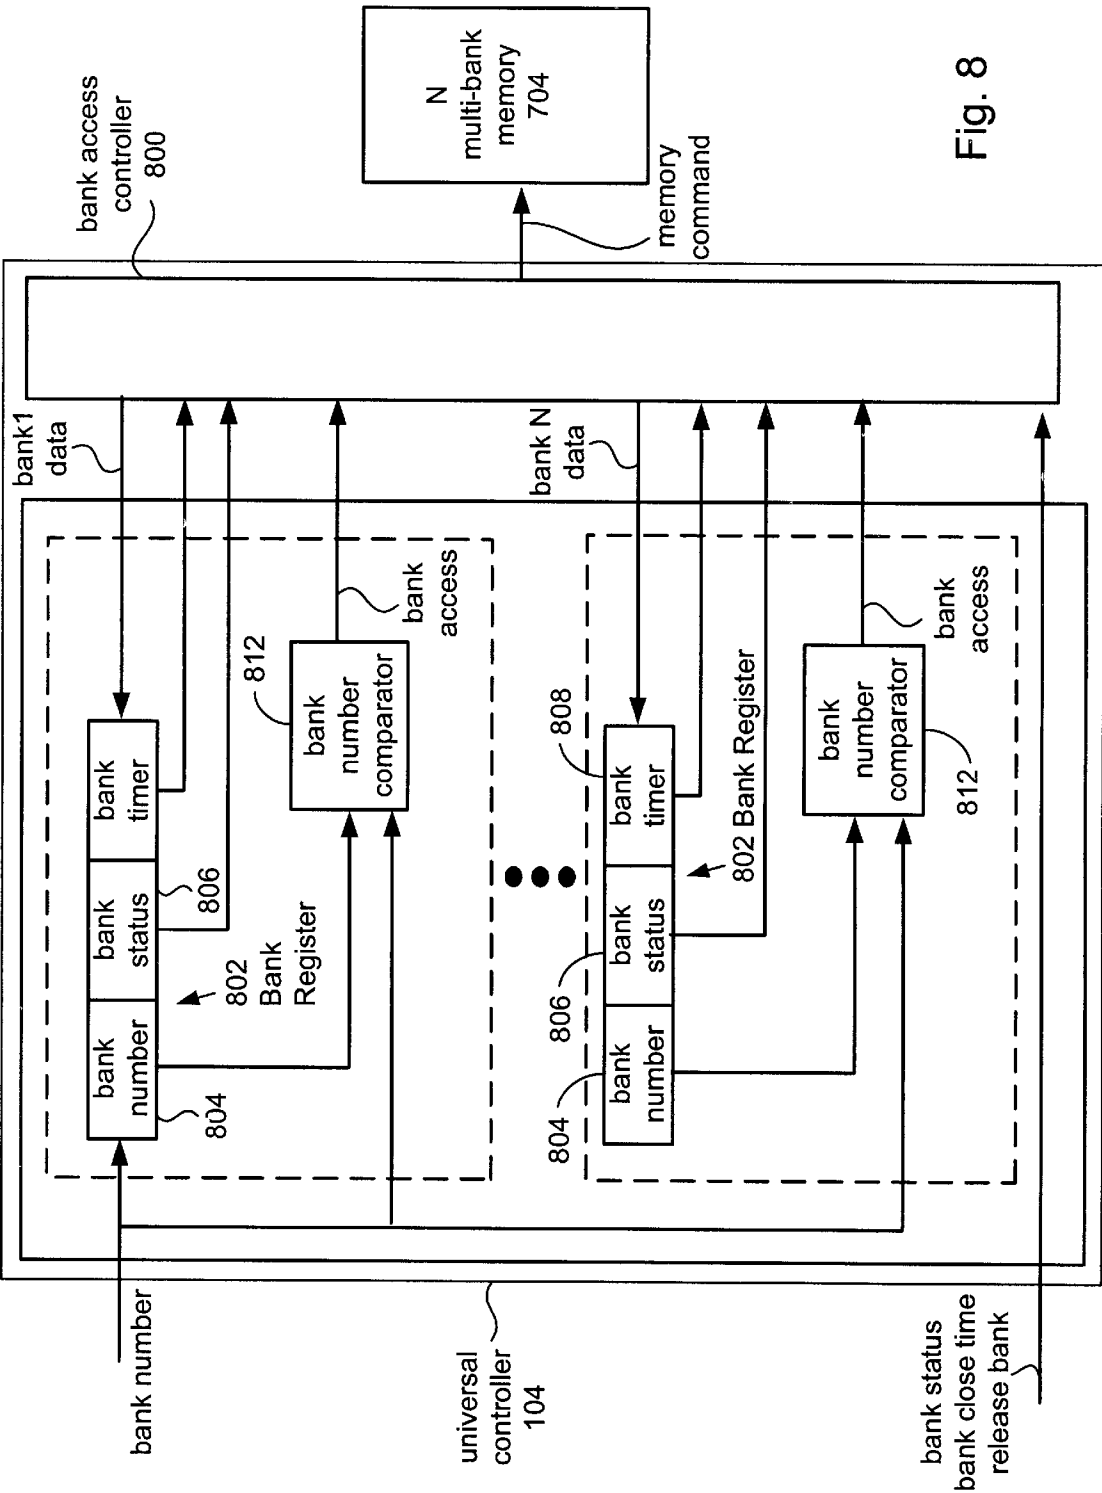 bank access
controller
800
N
multi-bank
memory
704
memory
command
Fig. 8
bank1
data
bank N
data
bank
number
bank
status
bank
timer
804
806
802
Bank
Register
812
bank
number
comparator
bank
access
bank
number
bank
status
bank
timer
804
806
808
802 Bank Register
bank
number
comparator
812
bank
access
bank number
universal
controller
104
bank status
bank close time
release bank